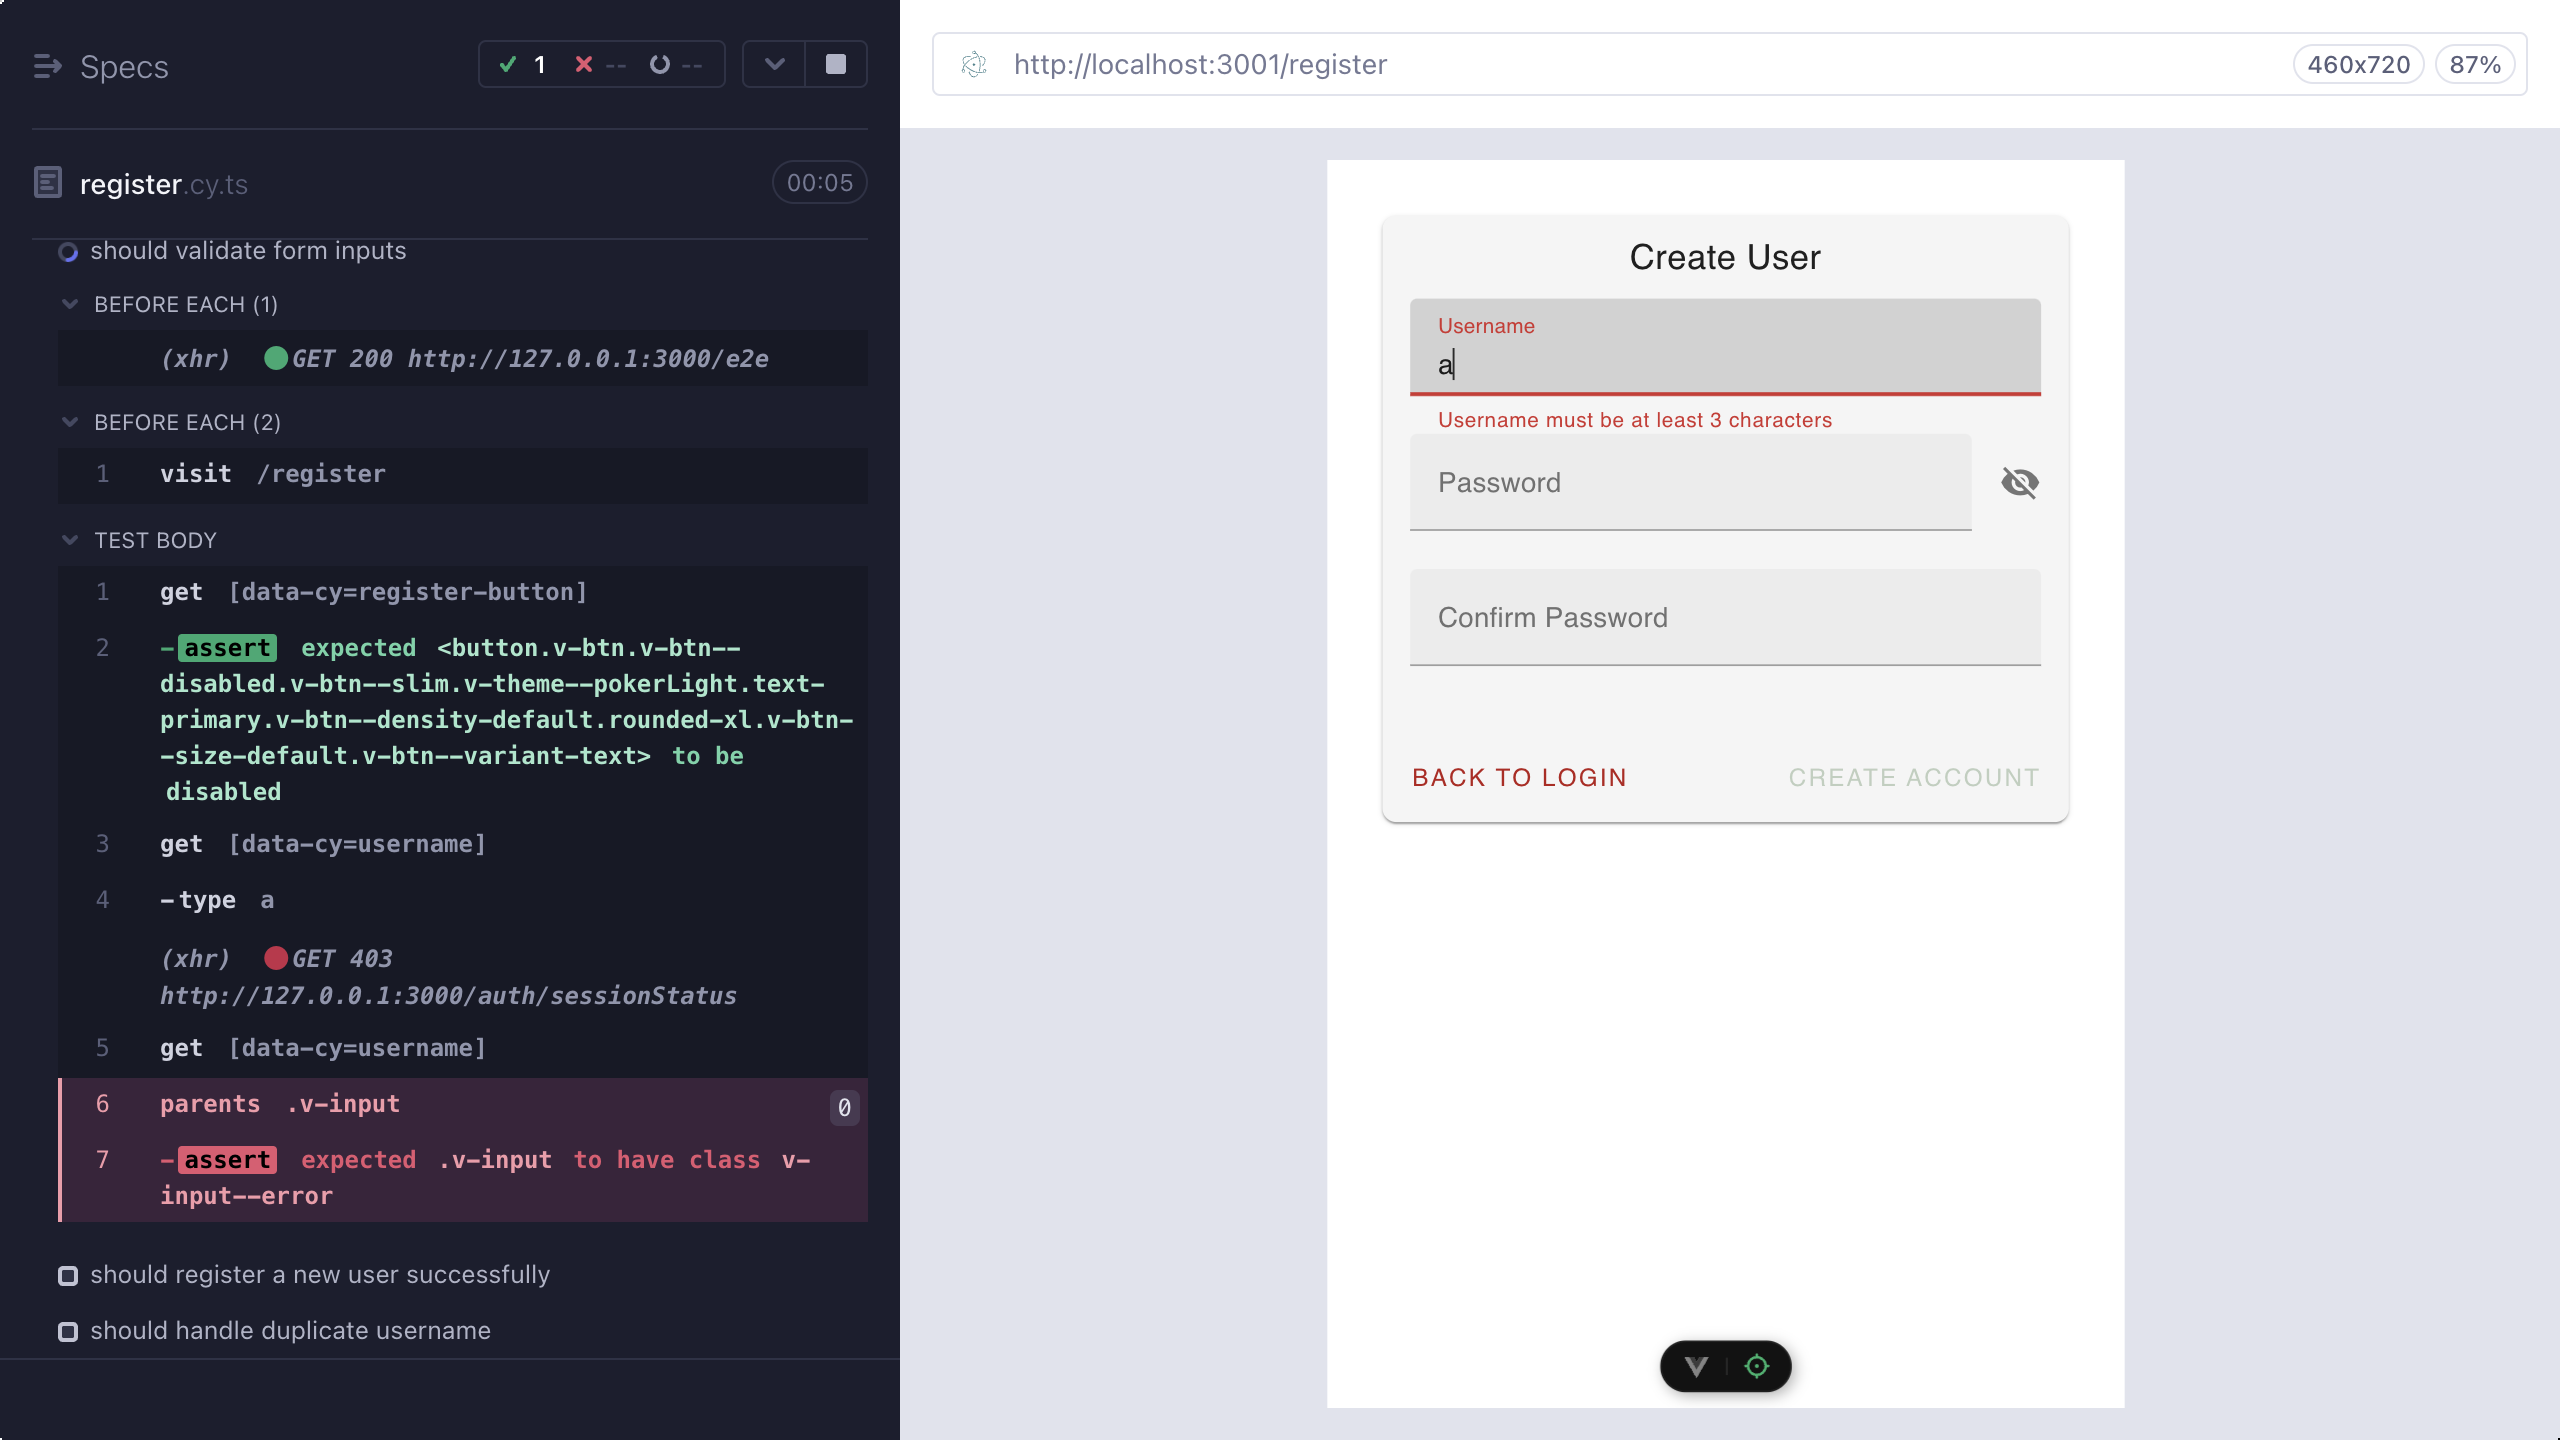 Specs
1
--
--
register.cy.ts
00:05
should validate form inputs
BEFORE EACH (1)
(xhr) GET 200 http://127.0.0.1:3000/e2e
BEFORE EACH (2)
1 visit /register
TEST BODY
1 get [data-cy=register-button]
2 -assert expected <button.v-btn.v-btn--
disabled.v-btn--slim.v-theme--pokerLight.text-
primary.v-btn--density-default.rounded-xl.v-btn-
-size-default.v-btn--variant-text> to be
disabled
3 get [data-cy=username]
4 -type a
(xhr) GET 403
http://127.0.0.1:3000/auth/sessionStatus
5 get [data-cy=username]
6 parents .v-input 0
7 -assert expected .v-input to have class v-
input--error
should register a new user successfully
should handle duplicate username
http://localhost:3001/register
460x720
87%
Create User
Username
a
Username must be at least 3 characters
Password
Confirm Password
BACK TO LOGIN
CREATE ACCOUNT